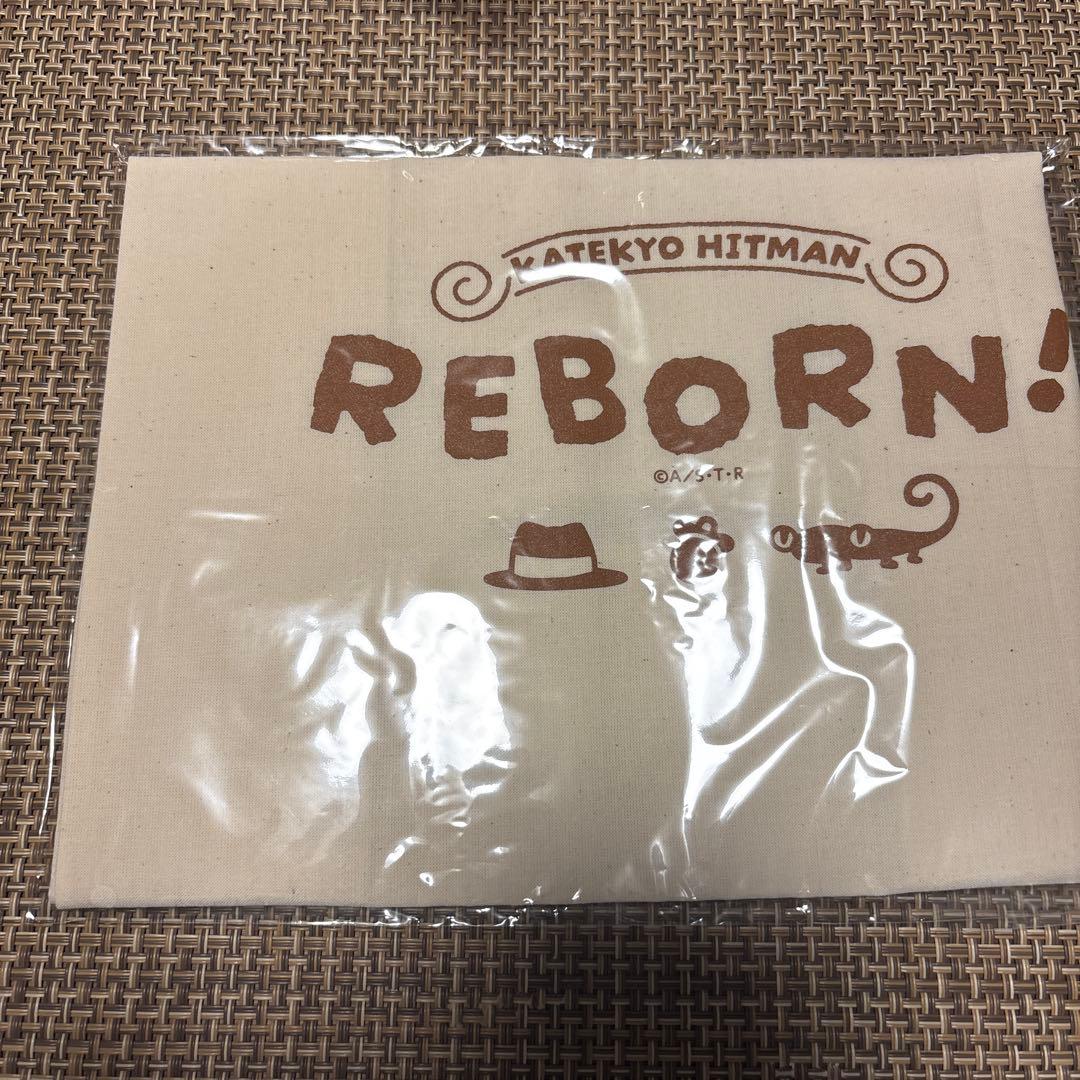 KATEKYO HITMAN
REBORN!
©A/S・T・R